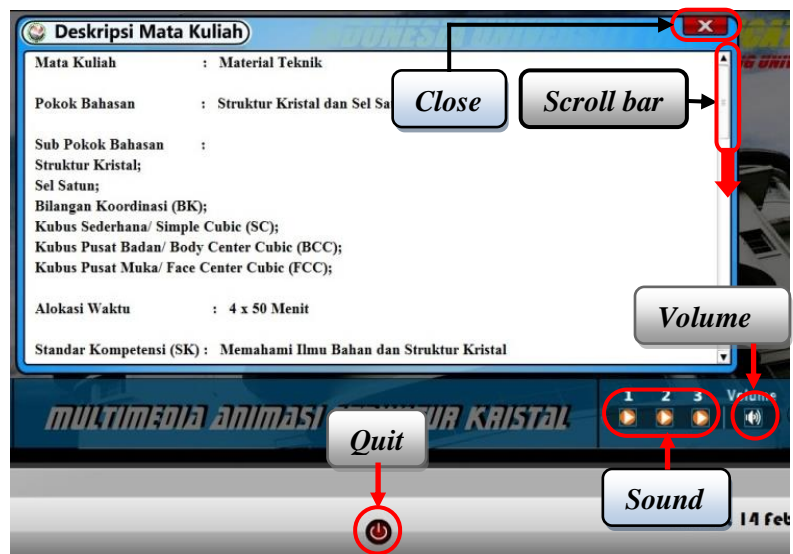 Deskripsi Mata Kuliah
Mata Kuliah : Material Teknik
Close
Scroll bar
Pokok Bahasan : Struktur Kristal dan Sel Sa
Sub Pokok Bahasan :
Struktur Kristal;
Sel Satun;
Bilangan Koordinasi (BK);
Kubus Sederhana/ Simple Cubic (SC);
Kubus Pusat Badan/ Body Center Cubic (BCC);
Kubus Pusat Muka/ Face Center Cubic (FCC);
Alokasi Waktu : 4 x 50 Menit
Volume
Standar Kompetensi (SK) : Memahami Ilmu Bahan dan Struktur Kristal
1 2 3 Volume
MULTIMEDIA ANIMASI KRISTAL
Quit
Sound
14 Feb